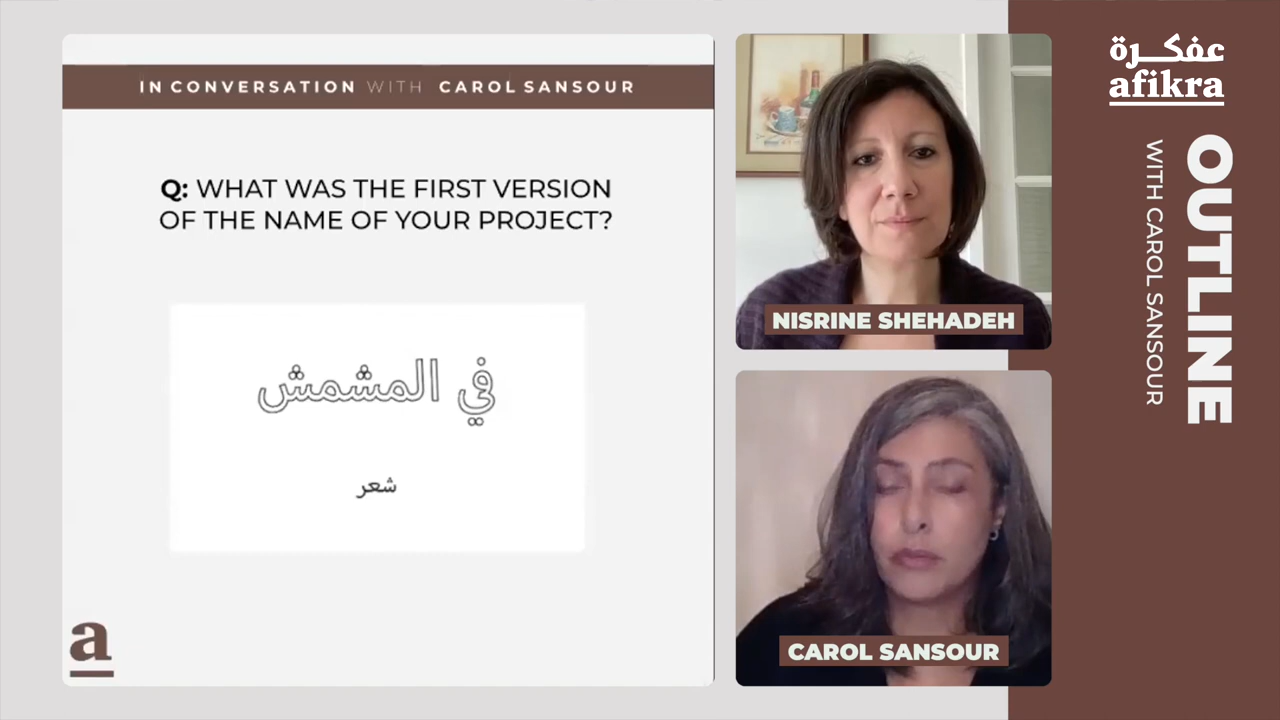 IN CONVERSATION WITH CAROL SANSOUR
Q: WHAT WAS THE FIRST VERSION
OF THE NAME OF YOUR PROJECT?
في المشمش
شعر
a
NISRINE SHEHADEH
CAROL SANSOUR
عفكرة
afikra
OUTLINE
WITH CAROL SANSOUR